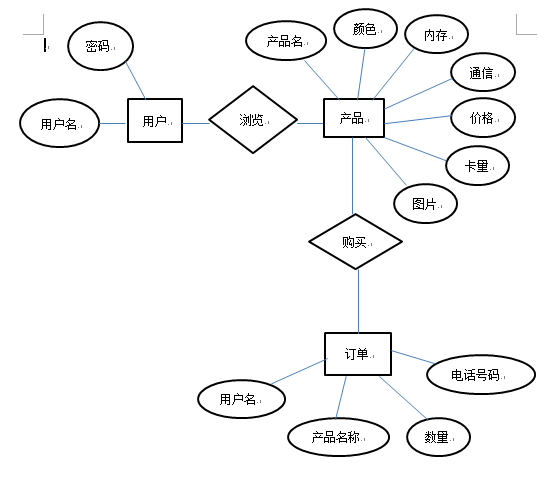 密码
用户名
用户
浏览
产品名
颜色
内存
通信
价格
卡量
图片
产品
购买
订单
用户名
产品名称
数量
电话号码